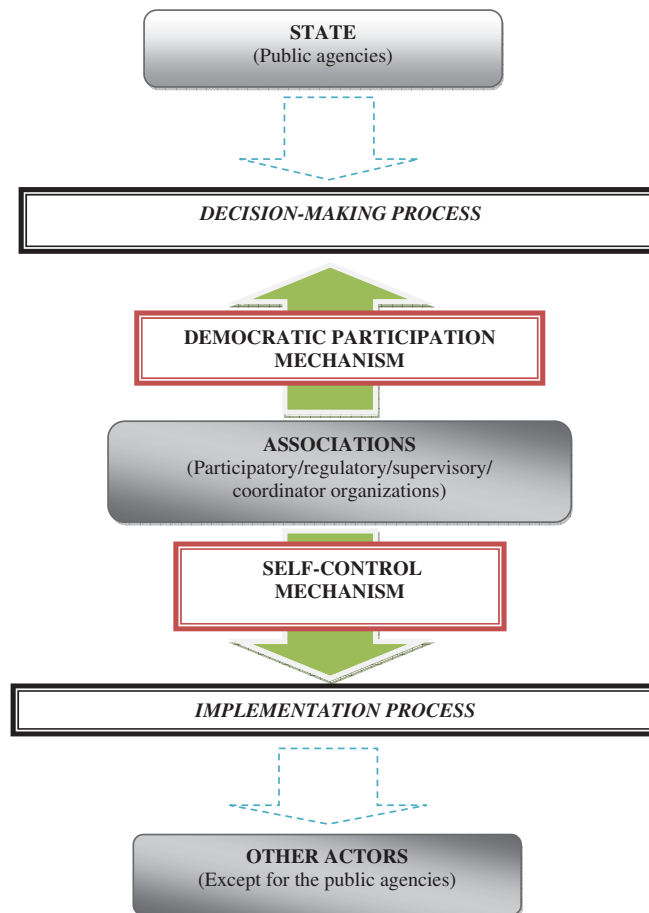 STATE
(Public agencies)
DECISION-MAKING PROCESS
DEMOCRATIC PARTICIPATION
MECHANISM
ASSOCIATIONS
(Participatory/regulatory/supervisory/
coordinator organizations)
SELF-CONTROL
MECHANISM
IMPLEMENTATION PROCESS
OTHER ACTORS
(Except for the public agencies)